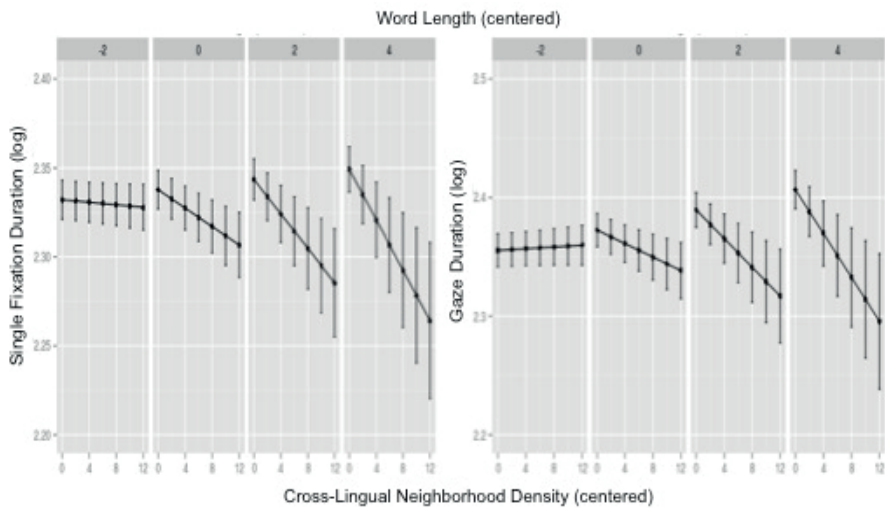 Word Length (centered)
-2 0 2 4
-2 0 2 4
Single Fixation Duration (log)
2.40
2.35
2.30
2.25
2.20
0 4 8 12 0 4 8 12 0 4 8 12 0 4 8 12
Gaze Duration (log)
2.5
2.4
2.3
2.2
0 4 8 12 0 4 8 12 0 4 8 12 0 4 8 12
Cross-Lingual Neighborhood Density (centered)